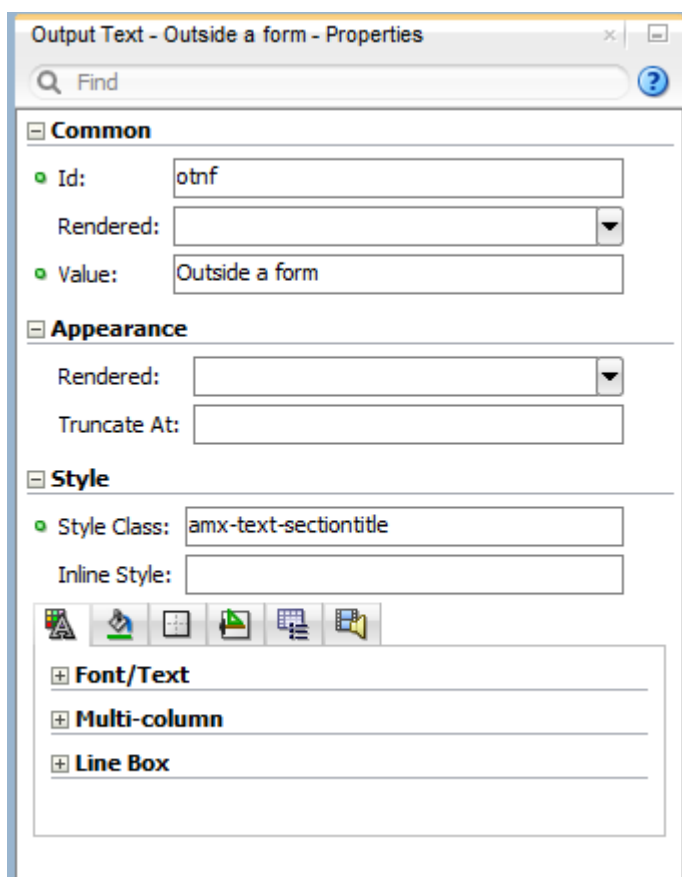 Output Text - Outside a form - Properties
Find
Common
Id: otnf
Rendered:
Value: Outside a form
Appearance
Rendered:
Truncate At:
Style
Style Class: amx-text-sectiontitle
Inline Style:
Font/Text
Multi-column
Line Box